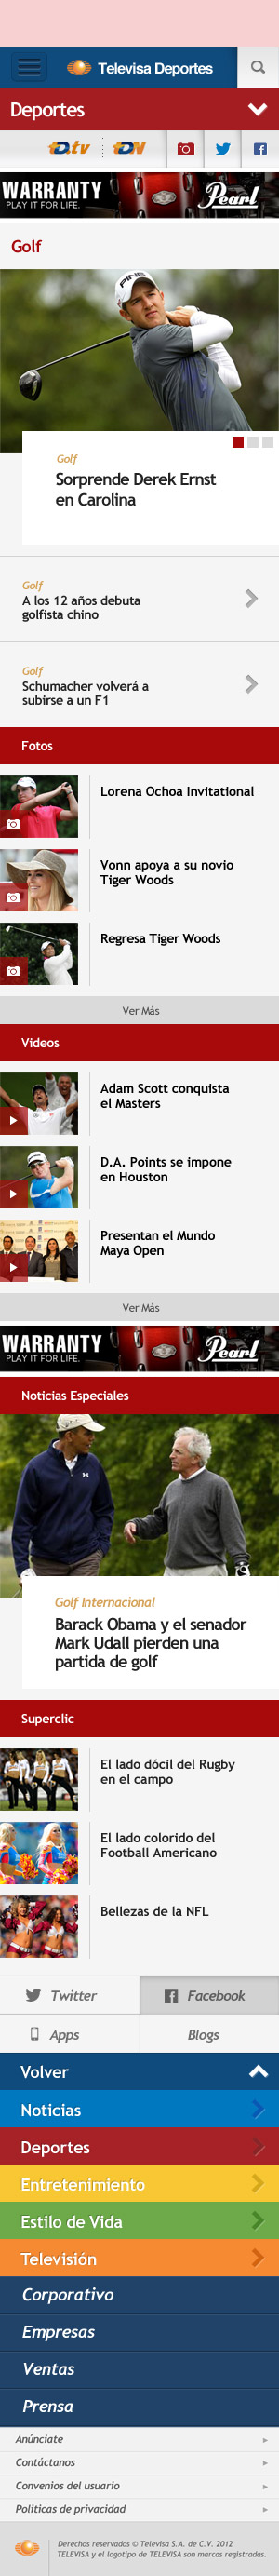 Televisa Deportes
Deportes
tD.tv tDN
WARRANTY
PLAY IT FOR LIFE.
Pearl
Golf
PING
Golf
Sorprende Derek Ernst
en Carolina
Golf
A los 12 años debuta
golfista chino
Golf
Schumacher volverá a
subirse a un F1
Fotos
Lorena Ochoa Invitational
Vonn apoya a su novio
Tiger Woods
Regresa Tiger Woods
Ver Más
Videos
Adam Scott conquista
el Masters
D.A. Points se impone
en Houston
Presentan el Mundo
Maya Open
Ver Más
WARRANTY
PLAY IT FOR LIFE.
Pearl
Noticias Especiales
Golf Internacional
Barack Obama y el senador
Mark Udall pierden una
partida de golf
Superclic
El lado dócil del Rugby
en el campo
El lado colorido del
Football Americano
Bellezas de la NFL
Twitter Facebook
Apps Blogs
Volver
Noticias
Deportes
Entretenimiento
Estilo de Vida
Televisión
Corporativo
Empresas
Ventas
Prensa
Anúnciate
Contáctanos
Convenios del usuario
Políticas de privacidad
Derechos reservados © Televisa S.A. de C.V. 2012
TELEVISA y el logotipo de TELEVISA son marcas registradas.